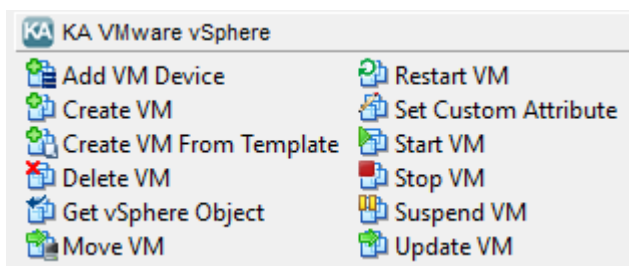 KA KA VMware vSphere
Add VM Device
Create VM
Create VM From Template
Delete VM
Get vSphere Object
Move VM
Restart VM
Set Custom Attribute
Start VM
Stop VM
Suspend VM
Update VM